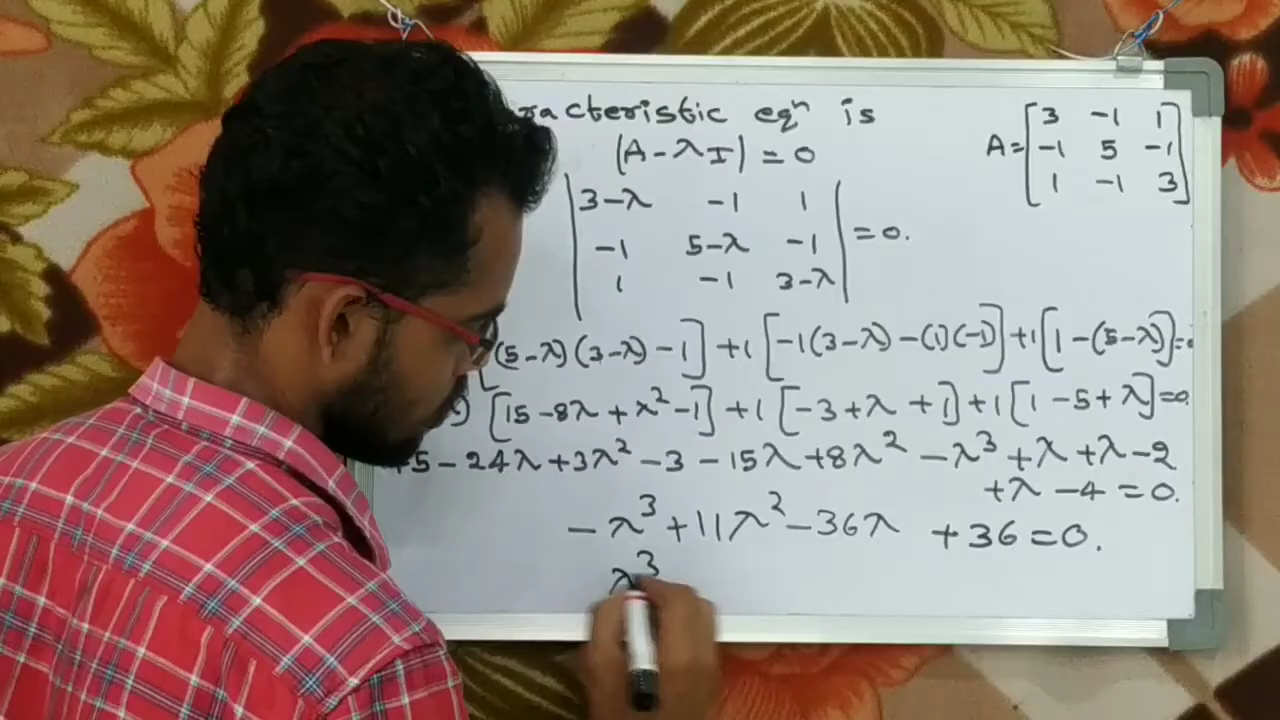 racteristic eqⁿ is
|A-λI| = 0
A = [3 -1 1
-1 5 -1
1 -1 3]
|3-λ -1 1|
|-1 5-λ -1| = 0.
|1 -1 3-λ|
[(5-λ)(3-λ)-1] +1[-1(3-λ)-(1)(-1)] +1[1-(5-λ)]=
) [15-8λ+λ²-1] +1[-3+λ+1] +1[1-5+λ]=0
5-24λ+3λ²-3-15λ+8λ²-λ³+λ+λ-2
+λ-4=0.
-λ³+11λ²-36λ +36=0.
λ³